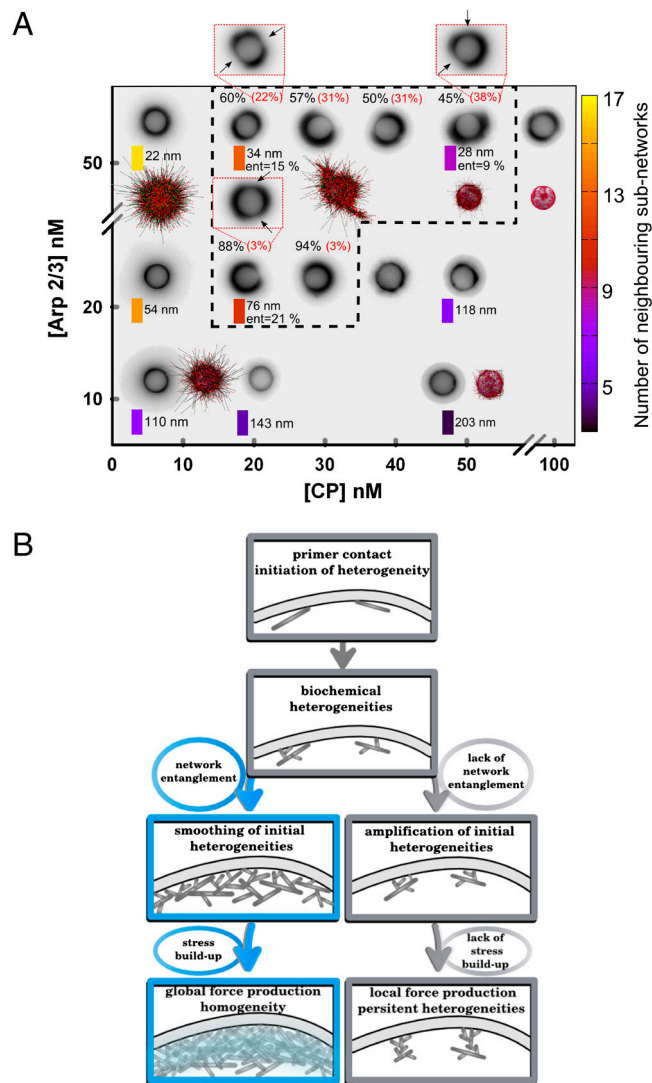 A
60% (22%) 57% (31%) 50% (31%) 45% (38%)
22 nm
34 nm
ent=15 %
28 nm
ent=9 %
50
88% (3%) 94% (3%)
54 nm
76 nm
ent=21 %
118 nm
20
10
110 nm
143 nm
203 nm
[Arp 2/3] nM
0 10 20 30 40 50 100
[CP] nM
17
13
9
5
Number of neighbouring sub-networks
B
primer contact
initiation of heterogeneity
biochemical
heterogeneities
network
entanglement
lack of
network
entanglement
smoothing of initial
heterogeneities
amplification of initial
heterogeneities
stress
build-up
lack of
stress
build-up
global force production
homogeneity
local force production
persitent heterogeneities